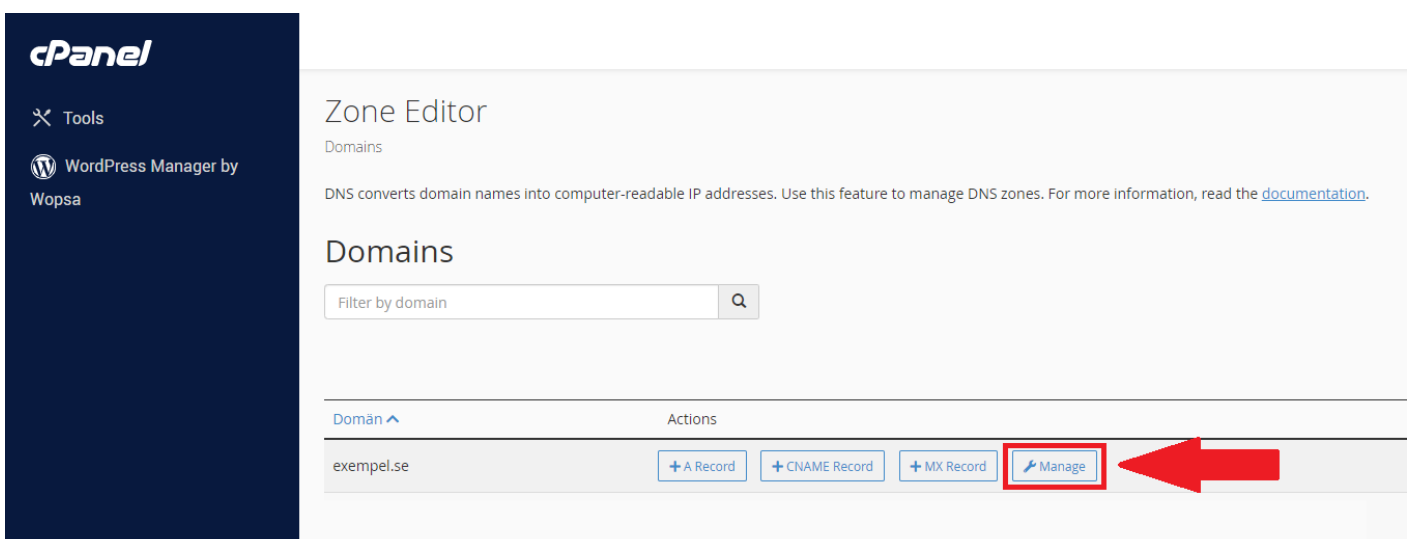 cPanel
Tools
WordPress Manager by
Wopsa
Zone Editor
Domains
DNS converts domain names into computer-readable IP addresses. Use this feature to manage DNS zones. For more information, read the documentation.
Domains
Filter by domain
Domän Actions
exempel.se + A Record + CNAME Record + MX Record Manage